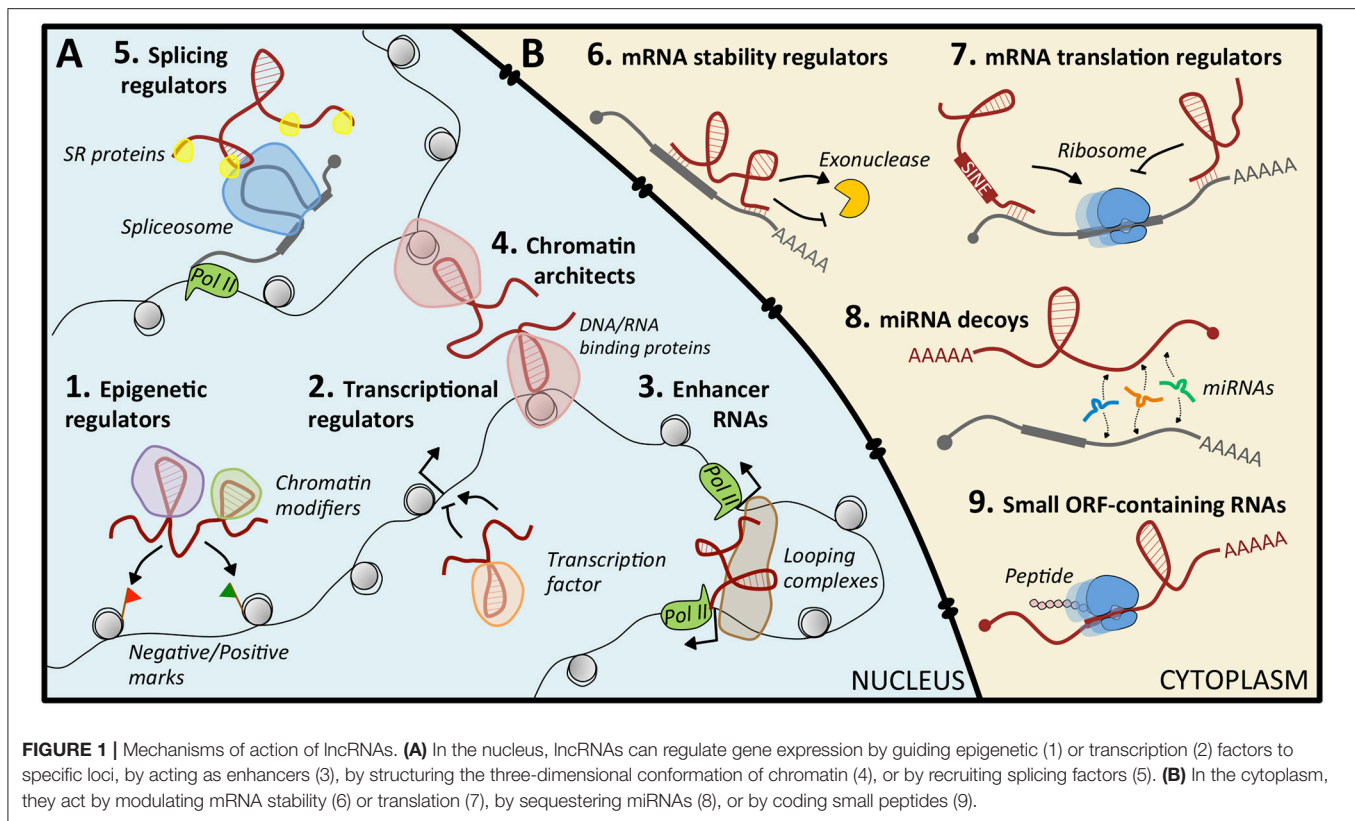 A
5. Splicing
regulators
SR proteins
Spliceosome
Pol II
4. Chromatin
architects
DNA/RNA
binding proteins
1. Epigenetic
regulators
Chromatin
modifiers
Negative/Positive
marks
2. Transcriptional
regulators
Transcription
factor
3. Enhancer
RNAs
Pol II
Looping
complexes
Pol II
NUCLEUS
B
6. mRNA stability regulators
Exonuclease
AAAAA
7. mRNA translation regulators
SINE
Ribosome
AAAAA
8. miRNA decoys
AAAAA
miRNAs
AAAAA
9. Small ORF-containing RNAs
Peptide
AAAAA
CYTOPLASM
FIGURE 1 | Mechanisms of action of lncRNAs. (A) In the nucleus, lncRNAs can regulate gene expression by guiding epigenetic (1) or transcription (2) factors to
specific loci, by acting as enhancers (3), by structuring the three-dimensional conformation of chromatin (4), or by recruiting splicing factors (5). (B) In the cytoplasm,
they act by modulating mRNA stability (6) or translation (7), by sequestering miRNAs (8), or by coding small peptides (9).